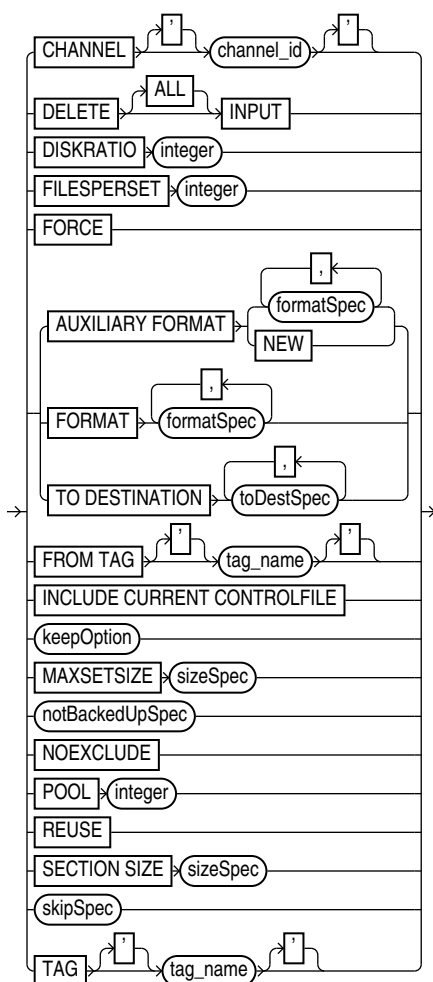 ' '
CHANNEL channel_id
ALL
DELETE INPUT
DISKRATIO integer
FILESPERSET integer
FORCE
,
formatSpec
AUXILIARY FORMAT
NEW
,
FORMAT formatSpec
,
TO DESTINATION toDestSpec
' '
FROM TAG tag_name
INCLUDE CURRENT CONTROLFILE
keepOption
MAXSETSIZE sizeSpec
notBackedUpSpec
NOEXCLUDE
POOL integer
REUSE
SECTION SIZE sizeSpec
skipSpec
' '
TAG tag_name